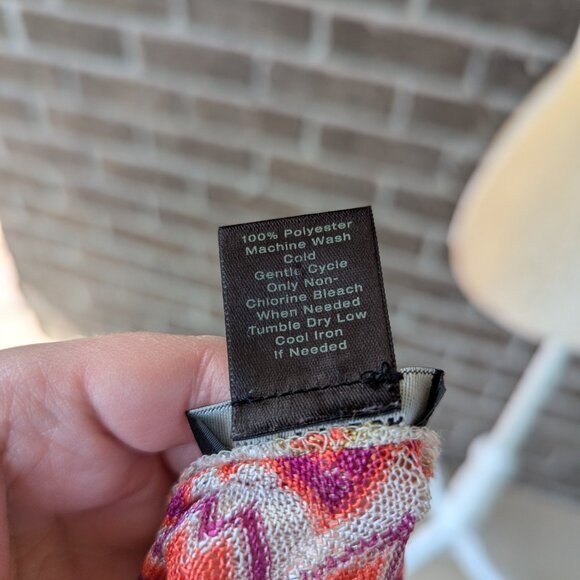 100% Polyester
Machine Wash
Cold
Gentle Cycle
Only Non-
Chlorine Bleach
When Needed
Tumble Dry Low
Cool Iron
If Needed